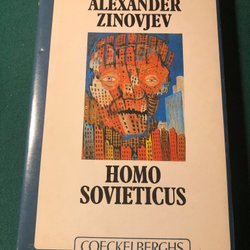 ALEXANDER
ZINOVJEV
HOMO
SOVIETICUS
COECKELBERGHS